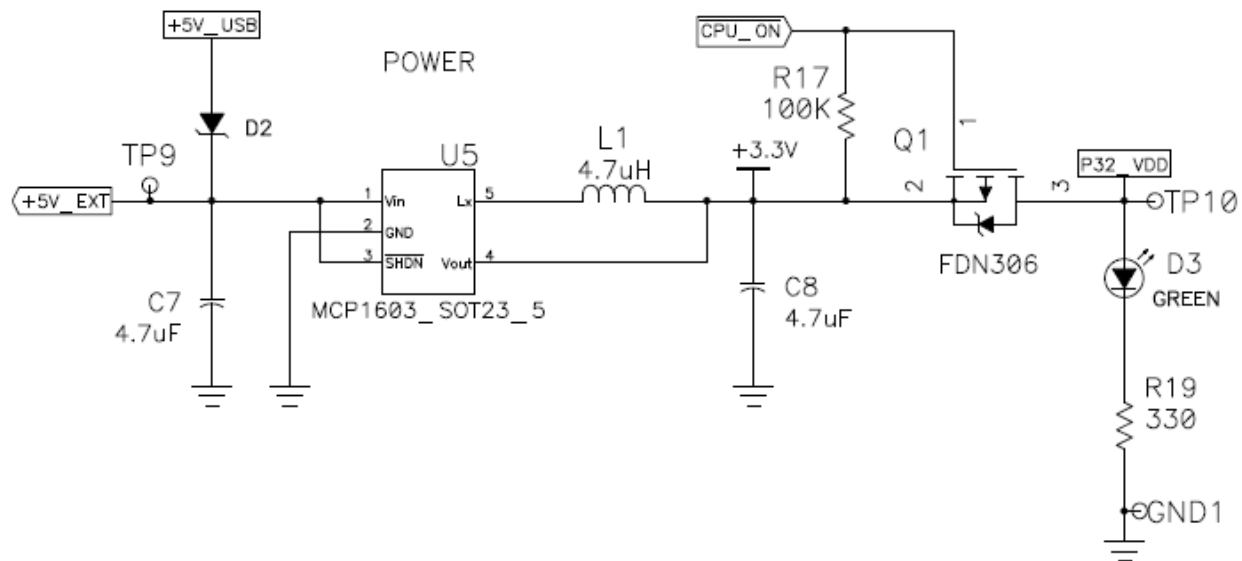 +5V_USB
CPU_ON
POWER
R17
100K
D2
1
TP9
U5
L1
4.7uH
+3.3V
Q1
P32_VDD
+5V_EXT
1
Vin
Lx
5
2
3
TP10
2
GND
3
SHDN
Vout
4
FDN306
D3
GREEN
C7
4.7uF
MCP1603_SOT23_5
C8
4.7uF
R19
330
GND1